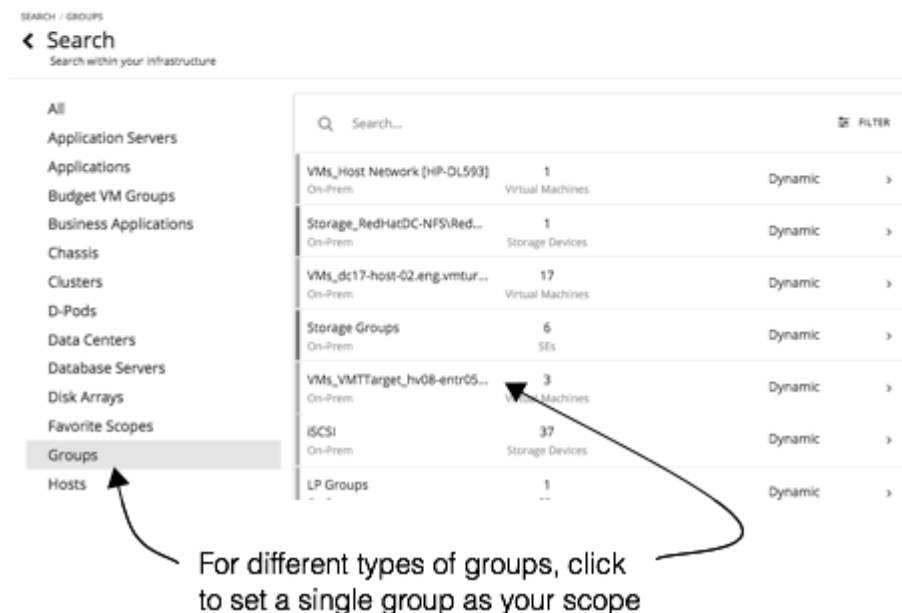 SEARCH / GROUPS
Search
Search within your infrastructure
All
Application Servers
Applications
Budget VM Groups
Business Applications
Chassis
Clusters
D-Pods
Data Centers
Database Servers
Disk Arrays
Favorite Scopes
Groups
Hosts
Search...
FILTER
VMs_Host Network [HP-DL593] 1 Dynamic
On-Prem Virtual Machines
Storage_RedHatDC-NFS\Red... 1 Dynamic
On-Prem Storage Devices
VMs_dc17-host-02.eng.vmtur... 17 Dynamic
On-Prem Virtual Machines
Storage Groups 6 Dynamic
On-Prem SEs
VMs_VMTTarget_hv08-entr05... 3 Dynamic
On-Prem Virtual Machines
iSCSI 37 Dynamic
On-Prem Storage Devices
LP Groups 1 Dynamic
For different types of groups, click
to set a single group as your scope